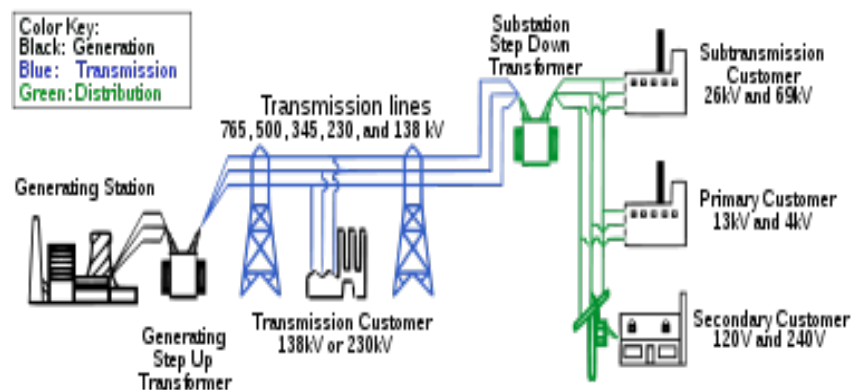 Color Key:
Black: Generation
Blue: Transmission
Green: Distribution
Substation
Step Down
Transformer
Subtransmission
Customer
26kV and 69kV
Transmission lines
765, 500, 345, 230, and 138 kV
Generating Station
Primary Customer
13kV and 4kV
Transmission Customer
138kV or 230kV
Generating
Step Up
Transformer
Secondary Customer
120V and 240V